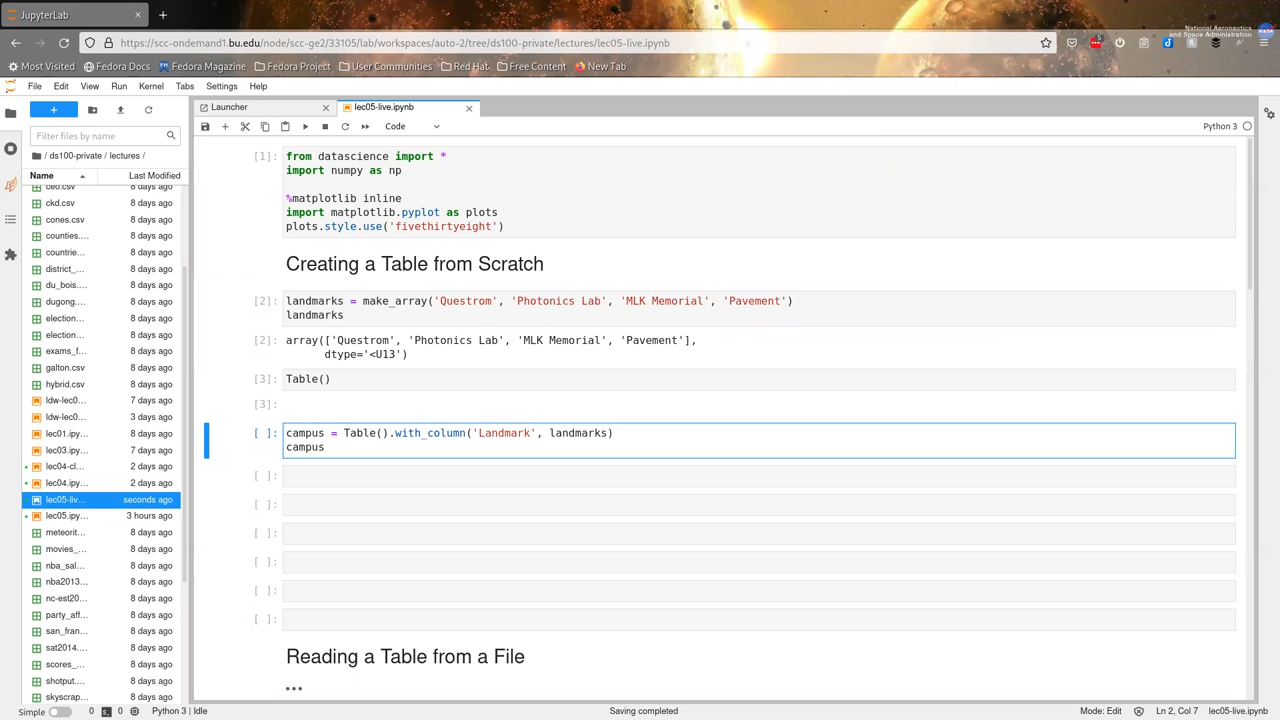 JupyterLab
https://scc-ondemand1.bu.edu/node/scc-ge2/33105/lab/workspaces/auto-2/tree/ds100-private/lectures/lec05-live.ipynb
National Aeronautics
and Space Administration
Most Visited Fedora Docs Fedora Magazine Fedora Project User Communities Red Hat Free Content New Tab
File Edit View Run Kernel Tabs Settings Help
Launcher
lec05-live.ipynb
Code
Python 3
Filter files by name
/ ds100-private / lectures /
Name Last Modified
ceo.csv 8 days ago
ckd.csv 8 days ago
cones.csv 8 days ago
counties.... 8 days ago
countrie... 8 days ago
district_... 8 days ago
du_bois.... 8 days ago
dugong.... 8 days ago
election... 8 days ago
election... 8 days ago
exams_f... 8 days ago
galton.csv 8 days ago
hybrid.csv 8 days ago
ldw-lec0... 7 days ago
ldw-lec0... 3 days ago
lec01.ipy... 8 days ago
lec03.ipy... 7 days ago
lec04-cl... 2 days ago
lec04.ipy... 2 days ago
lec05-liv... seconds ago
lec05.ipy... 3 hours ago
meteorit... 8 days ago
movies_... 8 days ago
nba_sal... 8 days ago
nba2013... 8 days ago
nc-est20... 8 days ago
party_aff... 8 days ago
san_fran... 8 days ago
sat2014.... 8 days ago
scores_... 8 days ago
shotput.... 8 days ago
skyscrap... 8 days ago
[1]: from datascience import *
import numpy as np
%matplotlib inline
import matplotlib.pyplot as plots
plots.style.use('fivethirtyeight')
Creating a Table from Scratch
[2]: landmarks = make_array('Questrom', 'Photonics Lab', 'MLK Memorial', 'Pavement')
landmarks
[2]: array(['Questrom', 'Photonics Lab', 'MLK Memorial', 'Pavement'],
dtype='<U13')
[3]: Table()
[3]:
[ ]: campus = Table().with_column('Landmark', landmarks)
campus
[ ]:
[ ]:
[ ]:
[ ]:
[ ]:
[ ]:
Reading a Table from a File
Simple 0 0 Python 3 | Idle Saving completed Mode: Edit Ln 2, Col 7 lec05-live.ipynb